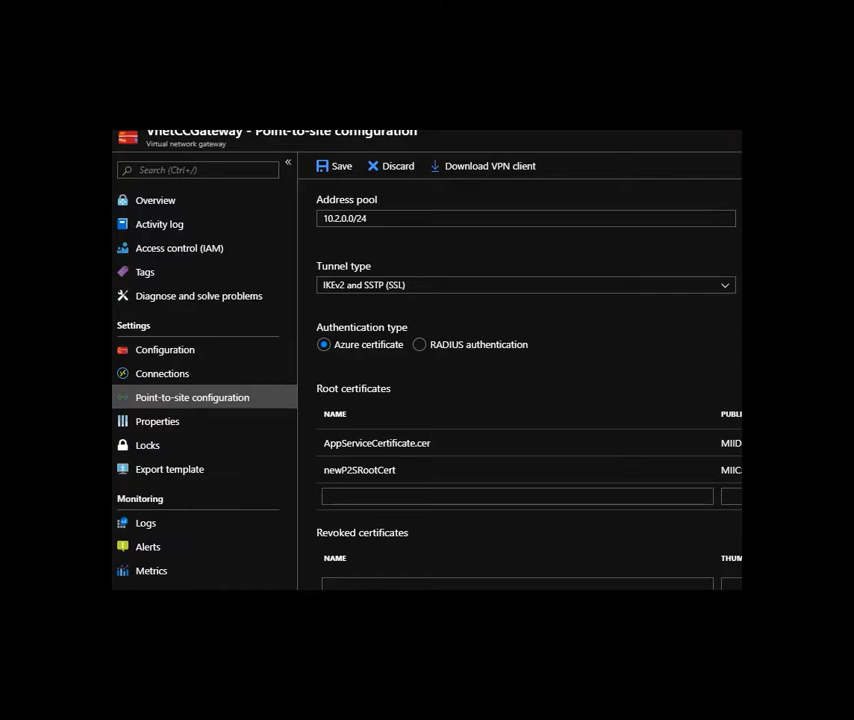 VnetCCGateway - Point-to-site configuration
Virtual network gateway
Search (Ctrl+/)
«
Overview
Activity log
Access control (IAM)
Tags
Diagnose and solve problems
Settings
Configuration
Connections
Point-to-site configuration
Properties
Locks
Export template
Monitoring
Logs
Alerts
Metrics
Save Discard Download VPN client
Address pool
10.2.0.0/24
Tunnel type
IKEv2 and SSTP (SSL)
Authentication type
Azure certificate RADIUS authentication
Root certificates
NAME PUBLI
AppServiceCertificate.cer MIID
newP2SRootCert MIIC
Revoked certificates
NAME THUM